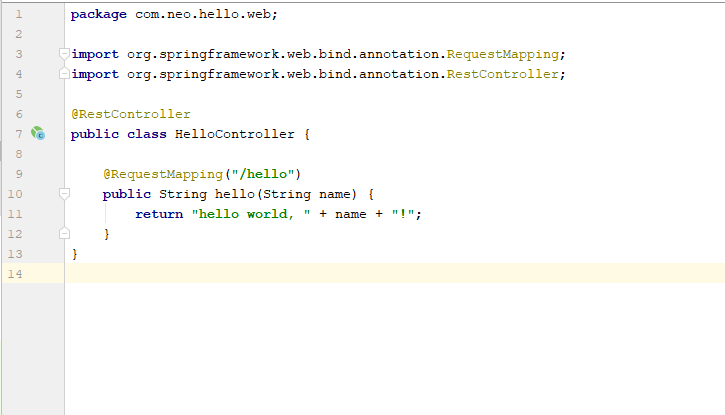 1 package com.neo.hello.web;
2
3 import org.springframework.web.bind.annotation.RequestMapping;
4 import org.springframework.web.bind.annotation.RestController;
5
6 @RestController
7 public class HelloController {
8
9 @RequestMapping("/hello")
10 public String hello(String name) {
11 return "hello world, " + name + "!";
12 }
13 }
14